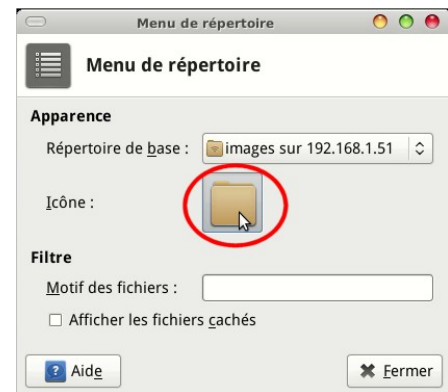 Menu de répertoire
Menu de répertoire
Apparence
Répertoire de base : images sur 192.168.1.51
Icône :
Filtre
Motif des fichiers :
Afficher les fichiers cachés
Aide Fermer